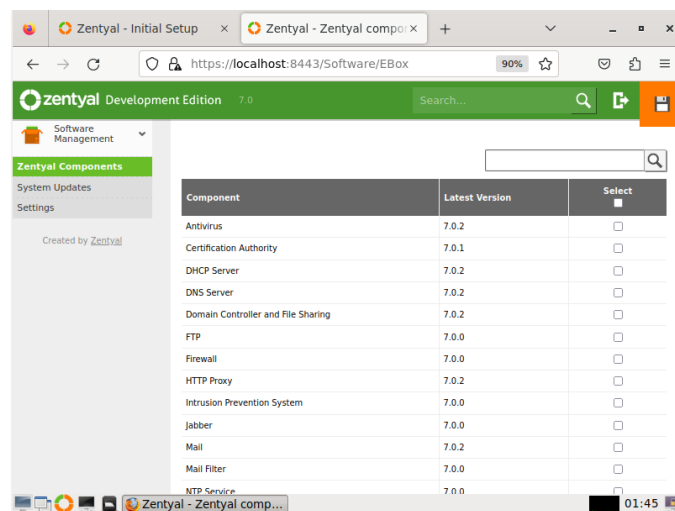 Zentyal - Initial Setup ×
Zentyal - Zentyal compor ×
https://localhost:8443/Software/EBox 90%
zentyal Development Edition 7.0 Search...
Software
Management
Zentyal Components
System Updates
Settings
Created by Zentyal
Component Latest Version Select
Antivirus 7.0.2
Certification Authority 7.0.1
DHCP Server 7.0.2
DNS Server 7.0.2
Domain Controller and File Sharing 7.0.2
FTP 7.0.0
Firewall 7.0.0
HTTP Proxy 7.0.2
Intrusion Prevention System 7.0.0
Jabber 7.0.0
Mail 7.0.2
Mail Filter 7.0.0
NTP Service 7.0.0
Zentyal - Zentyal comp... 01:45